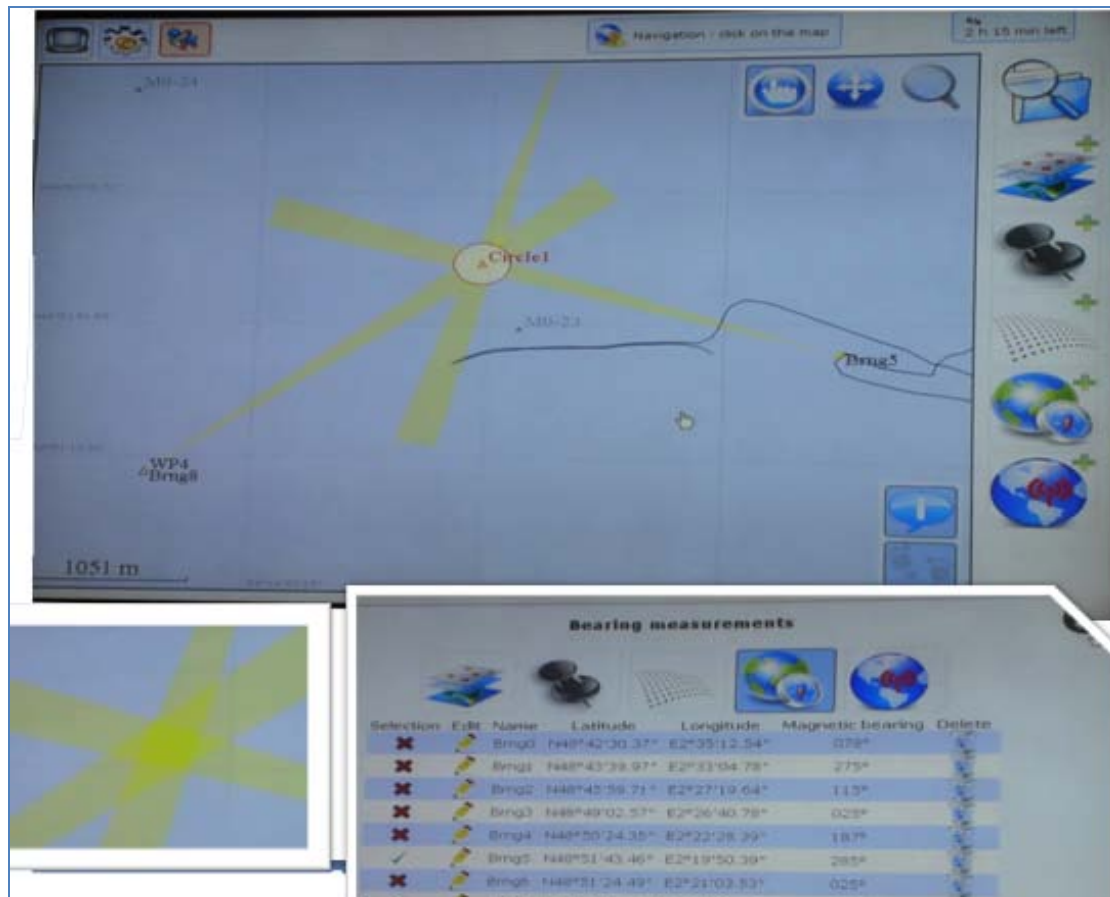 Navigation : click on the map
2 h 15 min left
M0-24
Circle1
M0-23
Brng5
WP4
Brng8
1051 m
Bearing measurements
Selection Edit Name Latitude Longitude Magnetic bearing Delete
Brng0 N48°42'30.37" E2°35'12.54" 078°
Brng1 N48°43'39.97" E2°33'04.78" 275°
Brng2 N48°45'59.71" E2°27'19.64" 115°
Brng3 N48°49'02.57" E2°26'40.78" 025°
Brng4 N48°50'24.35" E2°22'28.39" 187°
Brng5 N48°51'43.46" E2°19'50.39" 285°
Brng6 N48°51'24.49" E2°21'03.53" 025°